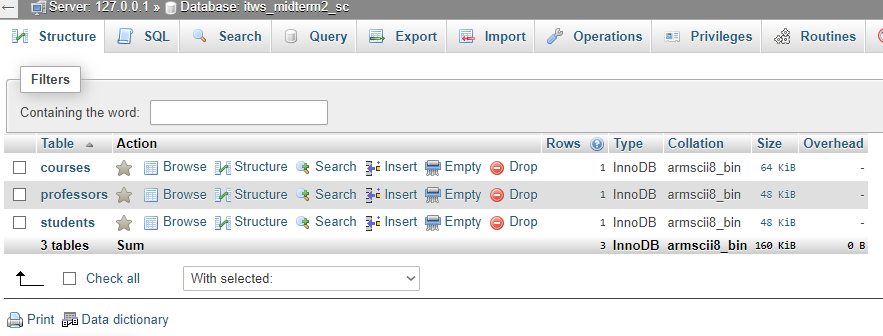 Server: 127.0.0.1 » Database: itws_midterm2_sc
Structure SQL Search Query Export Import Operations Privileges Routines
Filters
Containing the word:
Table Action Rows Type Collation Size Overhead
courses Browse Structure Search Insert Empty Drop 1 InnoDB armscii8_bin 64 KiB -
professors Browse Structure Search Insert Empty Drop 1 InnoDB armscii8_bin 48 KiB -
students Browse Structure Search Insert Empty Drop 1 InnoDB armscii8_bin 48 KiB -
3 tables Sum 3 InnoDB armscii8_bin 160 KiB 0 B
Check all With selected:
Print Data dictionary